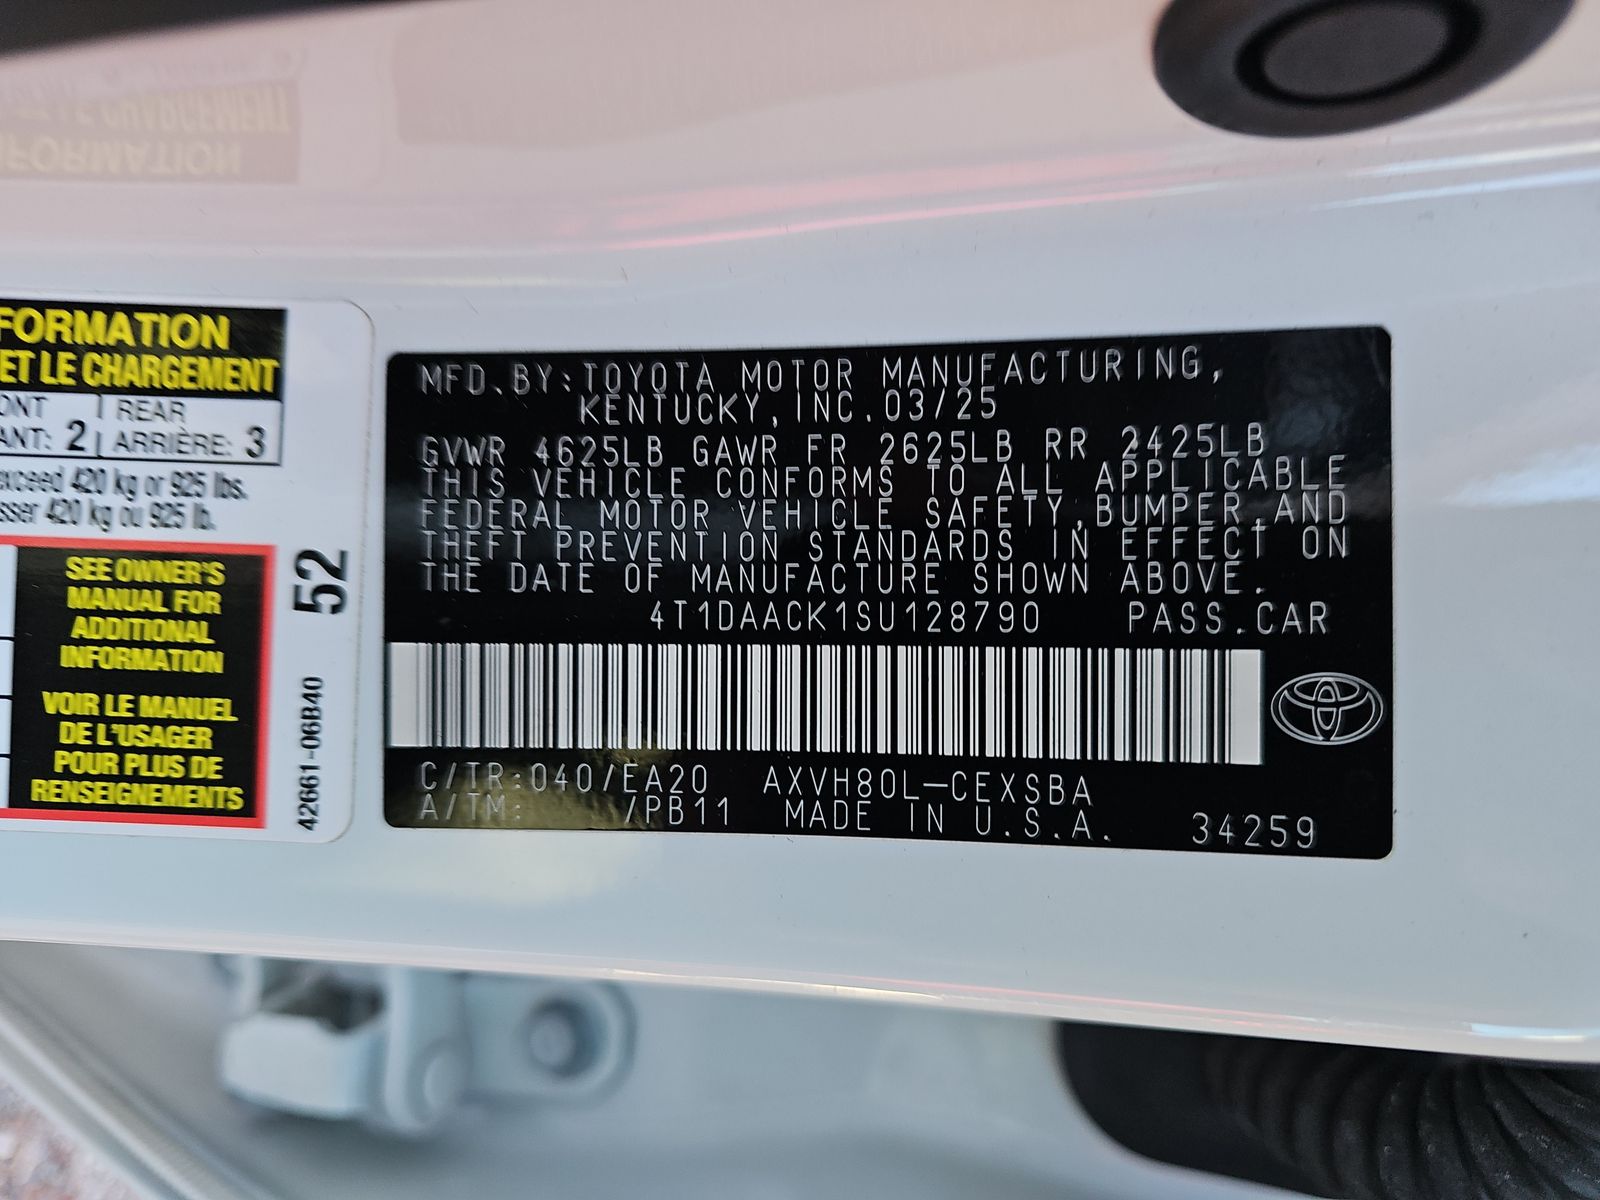 FORMATION
ET LE CHARGEMENT
REAR
ANT: 2 ARRIÈRE: 3
exceed 420 kg or 925 lbs.
sser 420 kg ou 925 lb.
SEE OWNER'S
MANUAL FOR
ADDITIONAL
INFORMATION
VOIR LE MANUEL
DE L'USAGER
POUR PLUS DE
RENSEIGNEMENTS
52
42661-06B40
MFD.BY:TOYOTA MOTOR MANUFACTURING,
KENTUCKY,INC.03/25
GVWR 4625LB GAWR FR 2625LB RR 2425LB
THIS VEHICLE CONFORMS TO ALL APPLICABLE
FEDERAL MOTOR VEHICLE SAFETY,BUMPER,AND
THEFT PREVENTION STANDARDS IN EFFECT ON
THE DATE OF MANUFACTURE SHOWN ABOVE.
4T1DAACK1SU128790 PASS.CAR
C/TR:040/EA20 AXVH80L-CEXSBA
A/TM: /PB11 MADE IN U.S.A. 34259